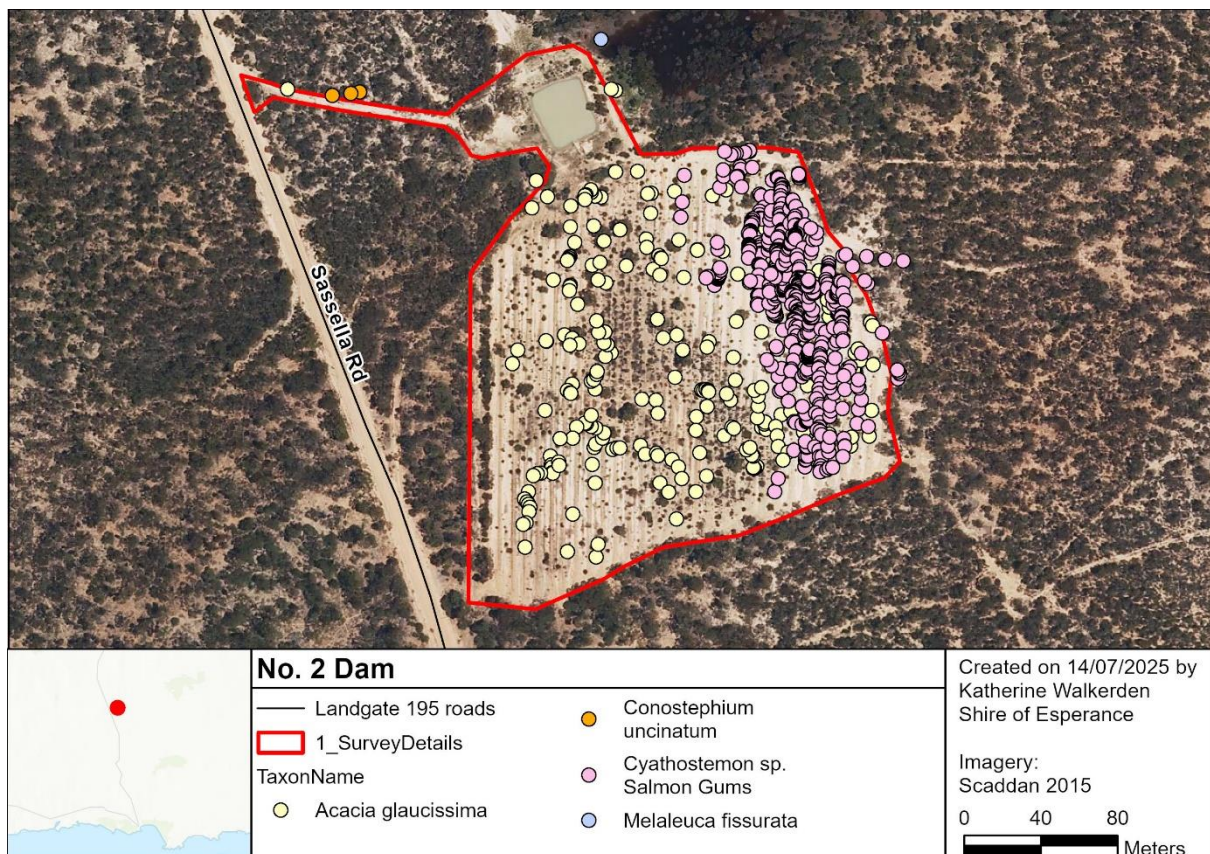 Sassella Rd
No. 2 Dam
Landgate 195 roads
1_SurveyDetails
TaxonName
Acacia glaucissima
Conostephium
uncinatum
Cyathostemon sp.
Salmon Gums
Melaleuca fissurata
Created on 14/07/2025 by
Katherine Walkerden
Shire of Esperance
Imagery:
Scaddan 2015
0 40 80
Meters